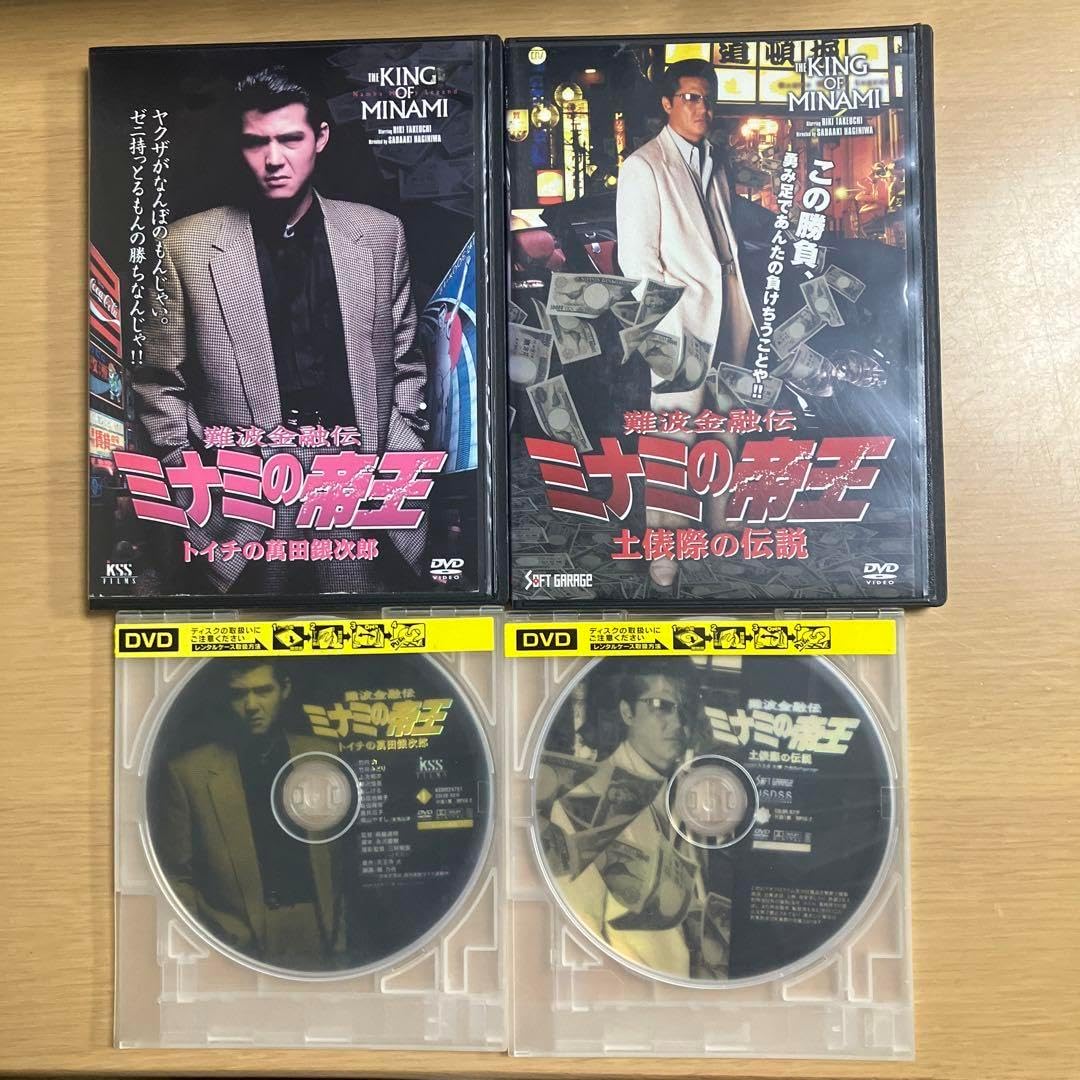 THE KING
OF
MINAMI
Starring RIKI TAKEUCHI
Directed by SADAAKI HAGINIWA
ヤクザがなんぼのもんじゃい。
ゼニ持っとるもんの勝ちなんじゃ!!
Coca-Cola
難波金融伝
ミナミの帝王
トイチの萬田銀次郎
KSS
FILMS
DVD
VIDEO
道頓堀
THE KING
OF
MINAMI
Starring RIKI TAKEUCHI
Directed by SADAAKI HAGINIWA
この勝負、
勇み足であんたの負けちうことや!!
難波金融伝
ミナミの帝王
土俵際の伝説
SOFT GARAGE
DVD
VIDEO
DVD
ディスクの取扱いに
ご注意ください
レンタルケース取扱方法
難波金融伝
ミナミの帝王
トイチの萬田銀次郎
KSS
FILMS
DVD
ディスクの取扱いに
ご注意ください
レンタルケース取扱方法
難波金融伝
ミナミの帝王
土俵際の伝説
SOFT GARAGE